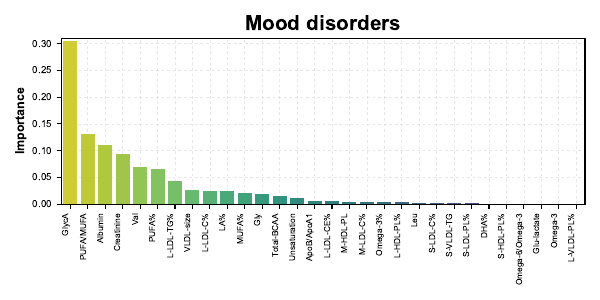 Mood disorders
Importance
0.30
0.25
0.20
0.15
0.10
0.05
0.00
GlycA
PUFA/MUFA
Albumin
Creatinine
Val
PUFA%
L-LDL-TG%
VLDL-size
L-LDL-C%
LA%
MUFA%
Gly
Total-BCAA
Unsaturation
ApoB/ApoA1
L-LDL-CE%
M-HDL-PL
M-LDL-C%
Omega-3%
L-HDL-PL%
Leu
S-LDL-C%
S-VLDL-TG
S-LDL-PL%
DHA%
S-HDL-PL%
Omega-6/Omega-3
Glu-lactate
Omega-3
L-VLDL-PL%